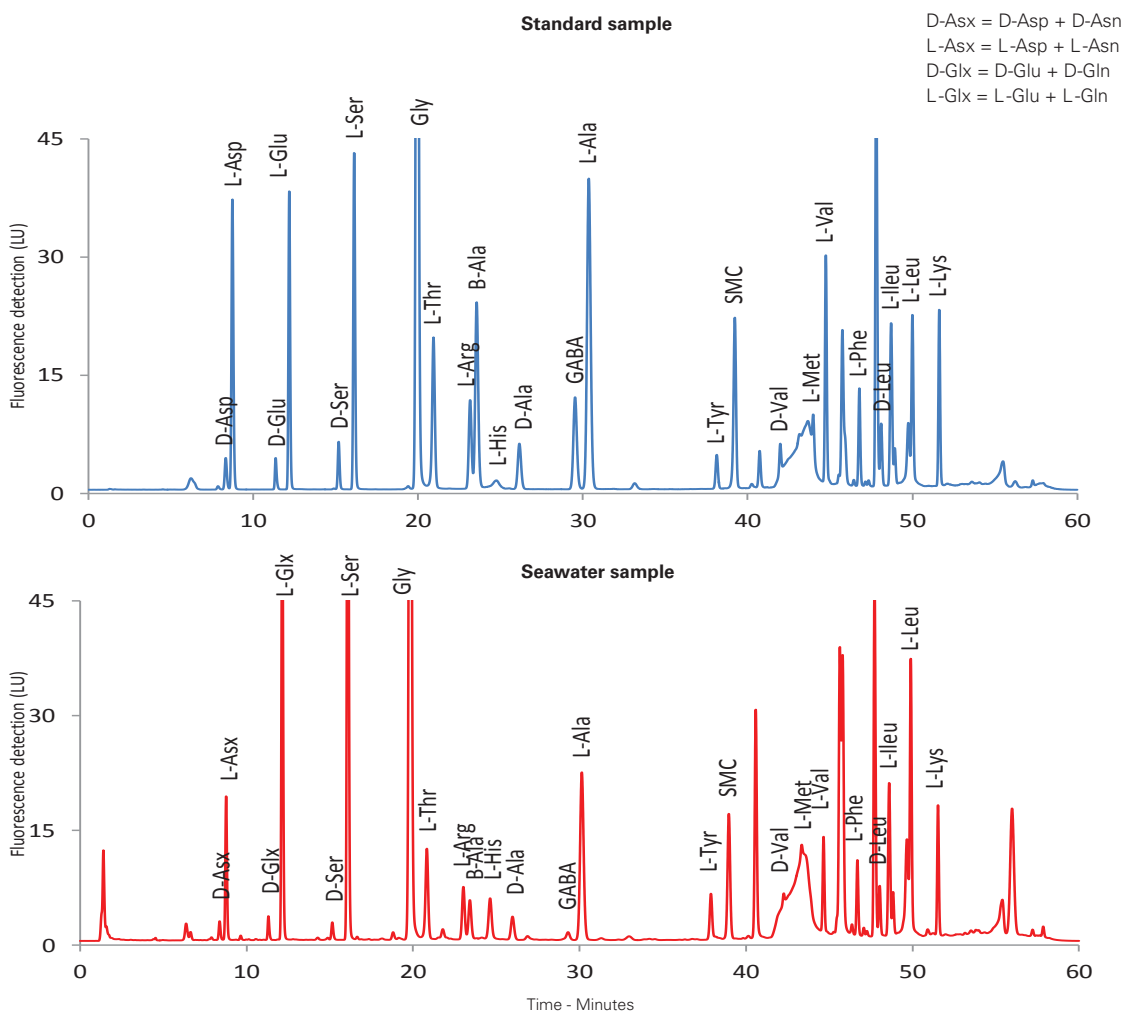 Standard sample
D-Asx = D-Asp + D-Asn
L-Asx = L-Asp + L-Asn
D-Glx = D-Glu + D-Gln
L-Glx = L-Glu + L-Gln
Fluorescence detection (LU)
45
30
15
0
D-Asp
L-Asp
D-Glu
L-Glu
D-Ser
L-Ser
Gly
L-Thr
L-Arg
B-Ala
L-His
D-Ala
GABA
L-Ala
L-Tyr
SMC
D-Val
L-Met
L-Val
L-Phe
D-Leu
L-Ileu
L-Leu
L-Lys
0 10 20 30 40 50 60
Seawater sample
Fluorescence detection (LU)
45
30
15
0
D-Asx
L-Asx
D-Glx
L-Glx
D-Ser
L-Ser
Gly
L-Thr
L-Arg
B-Ala
L-His
D-Ala
GABA
L-Ala
L-Tyr
SMC
D-Val
L-Met
L-Val
L-Phe
D-Leu
L-Ileu
L-Leu
L-Lys
0 10 20 30 40 50 60
Time - Minutes